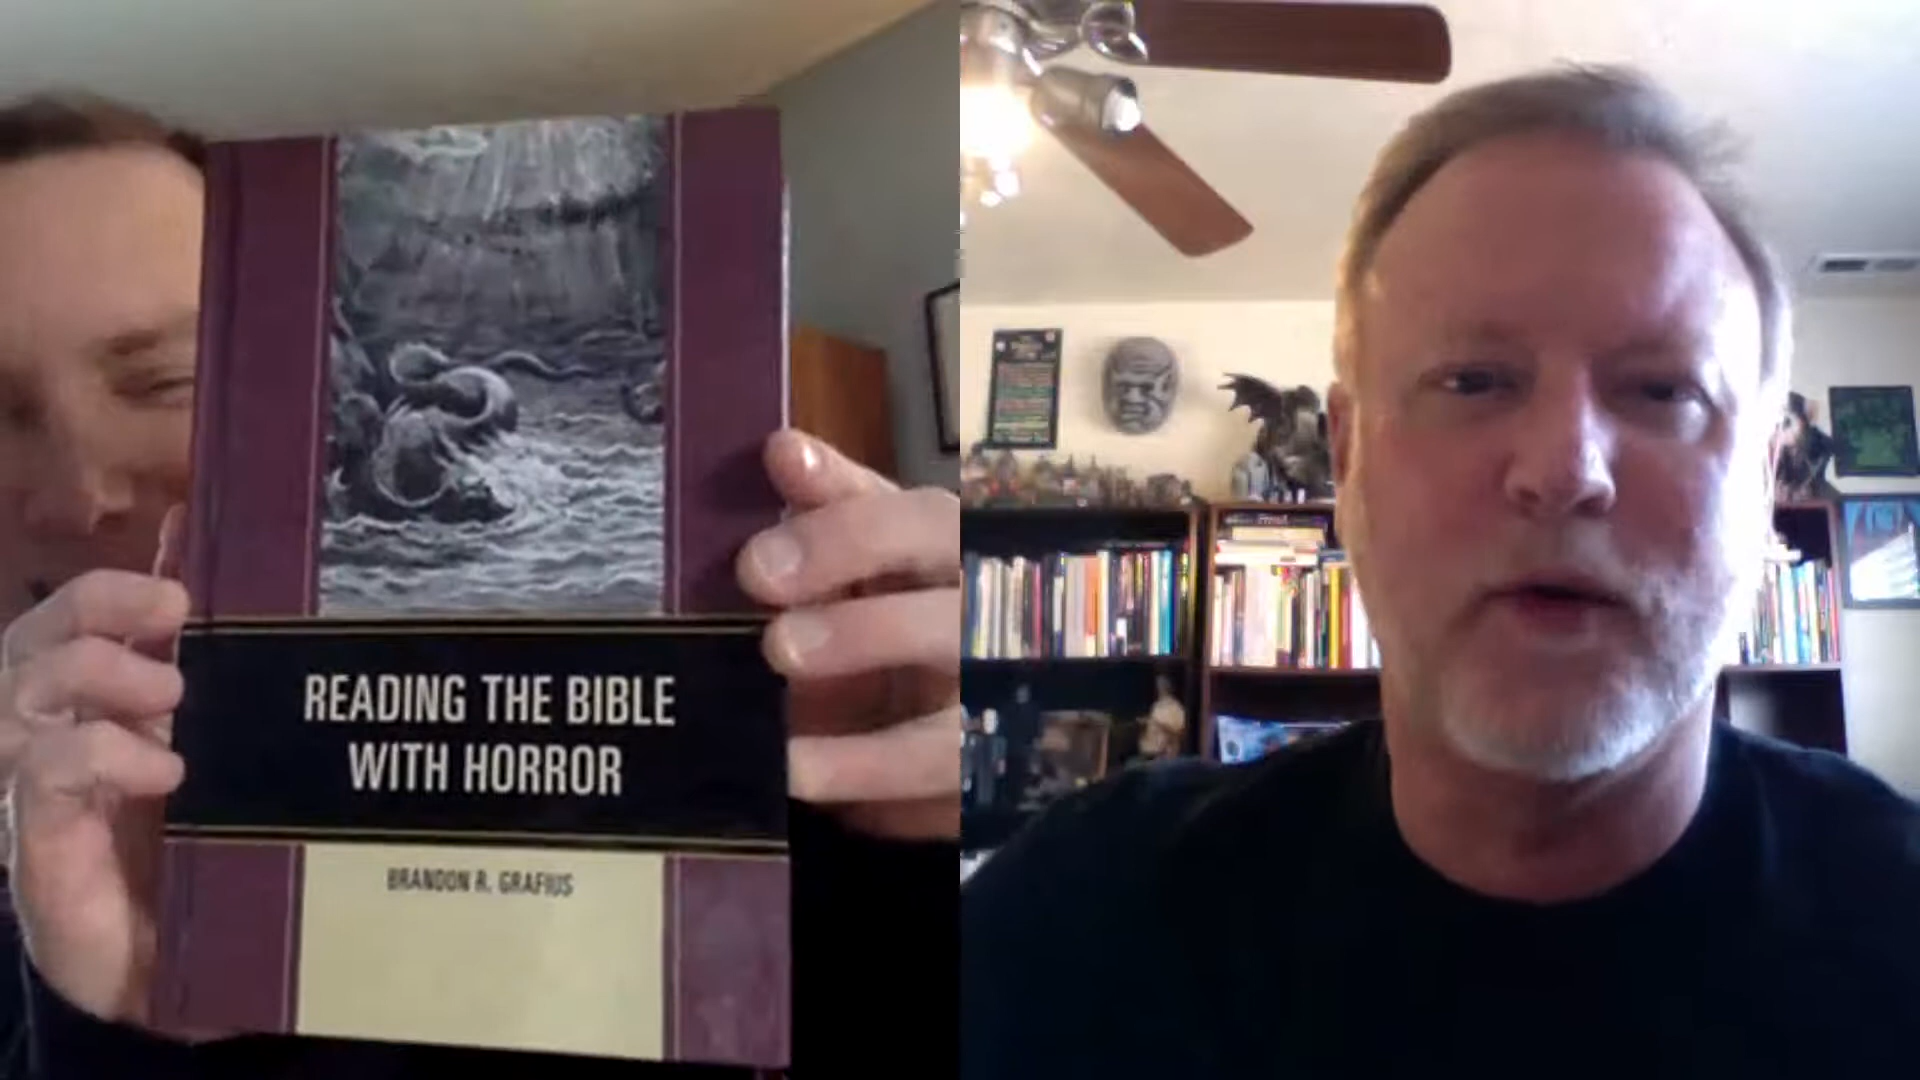 READING THE BIBLE
WITH HORROR
BRANDON R. GRAFIUS